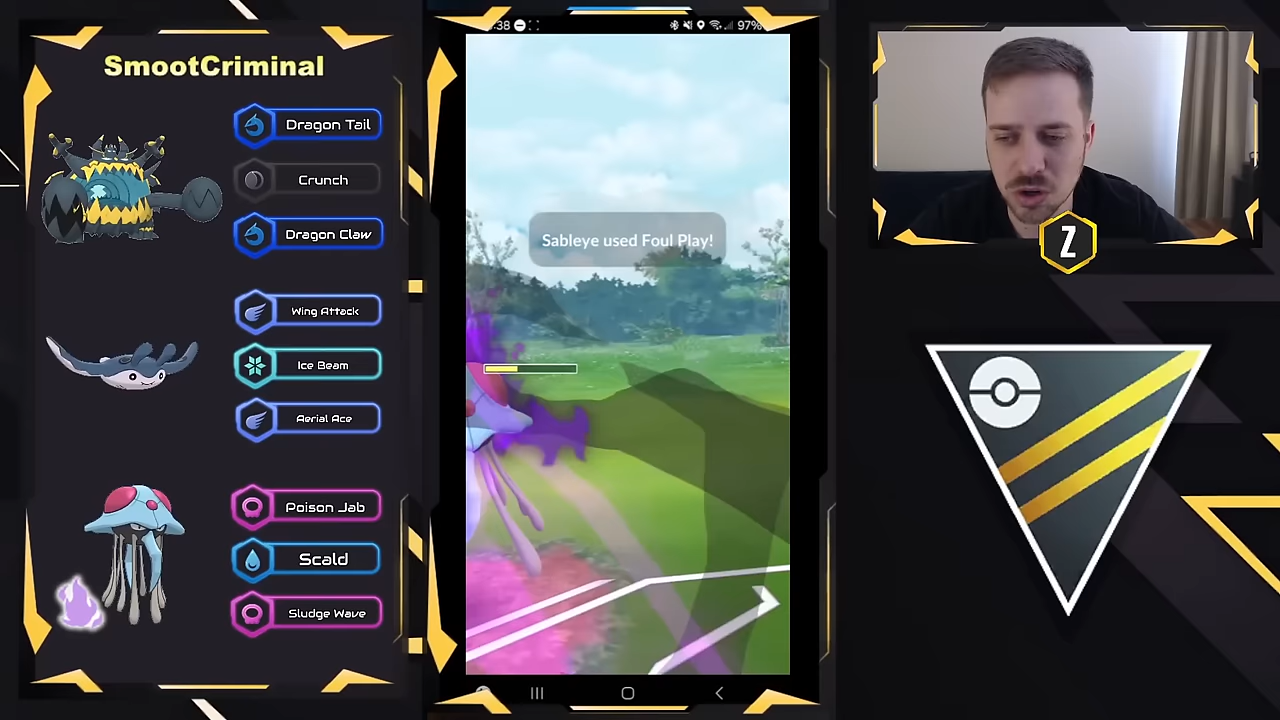 SmootCriminal
Dragon Tail
Crunch
Dragon Claw
Wing Attack
Ice Beam
Aerial Ace
Poison Jab
Scald
Sludge Wave
:38
97%
Sableye used Foul Play!
Z